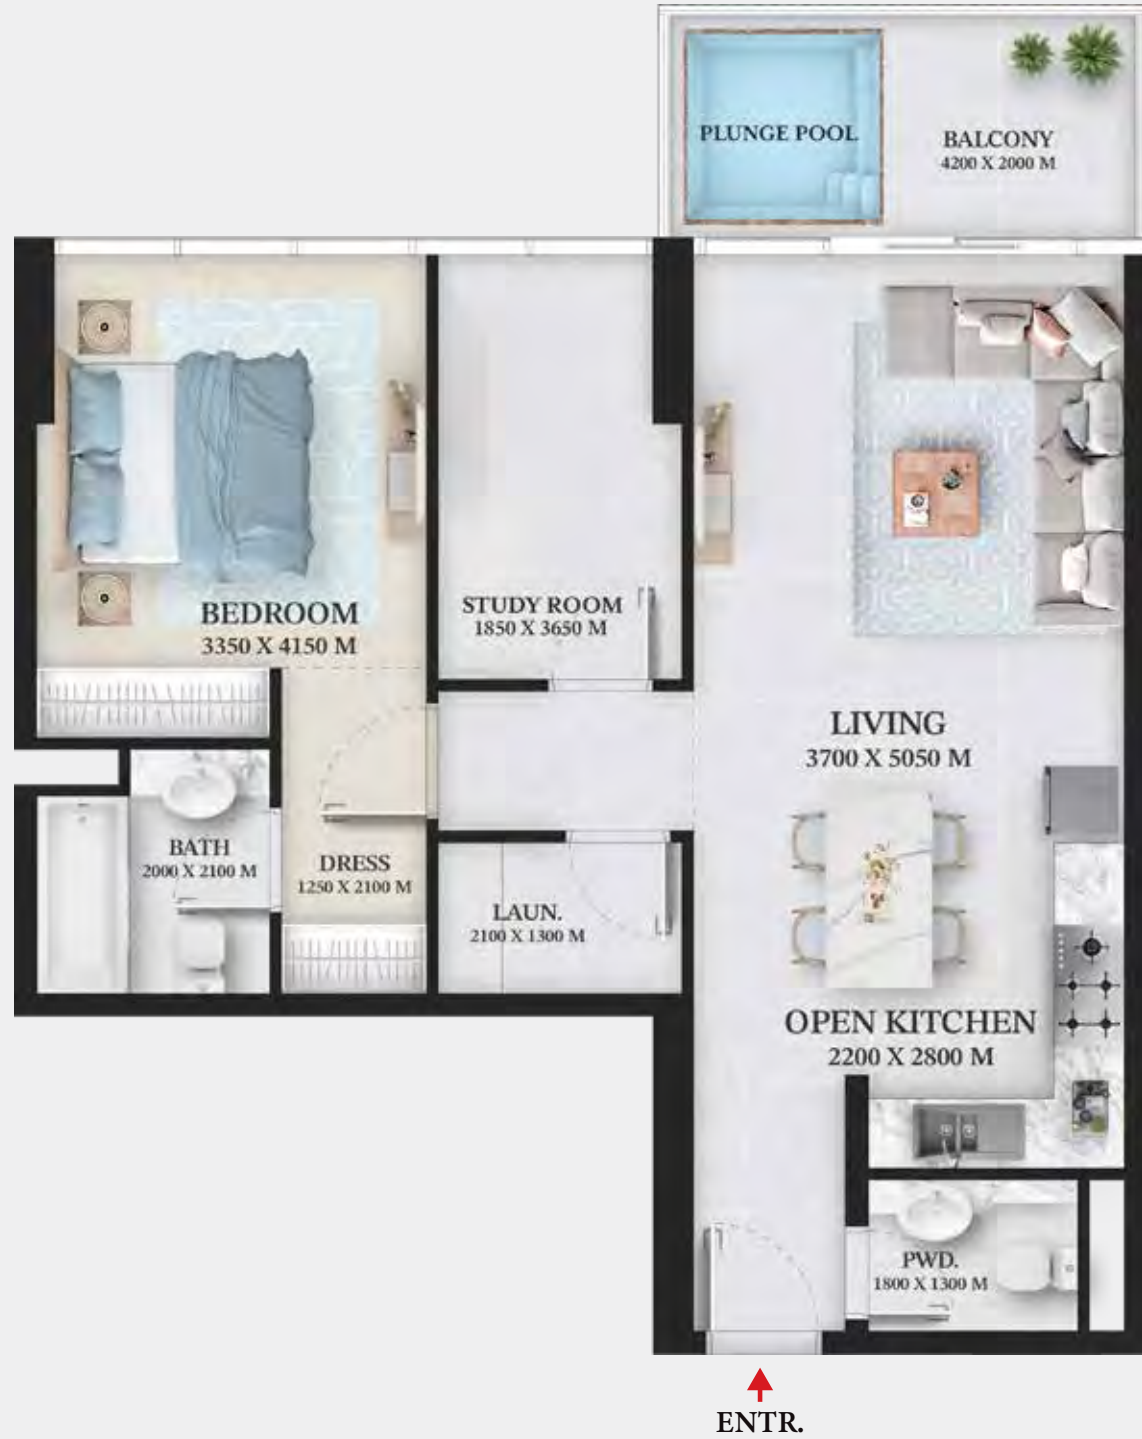 PLUNGE POOL
BALCONY
4200 X 2000 M
BEDROOM
3350 X 4150 M
STUDY ROOM
1850 X 3650 M
LIVING
3700 X 5050 M
BATH
2000 X 2100 M
DRESS
1250 X 2100 M
LAUN.
2100 X 1300 M
OPEN KITCHEN
2200 X 2800 M
PWD.
1800 X 1300 M
ENTR.